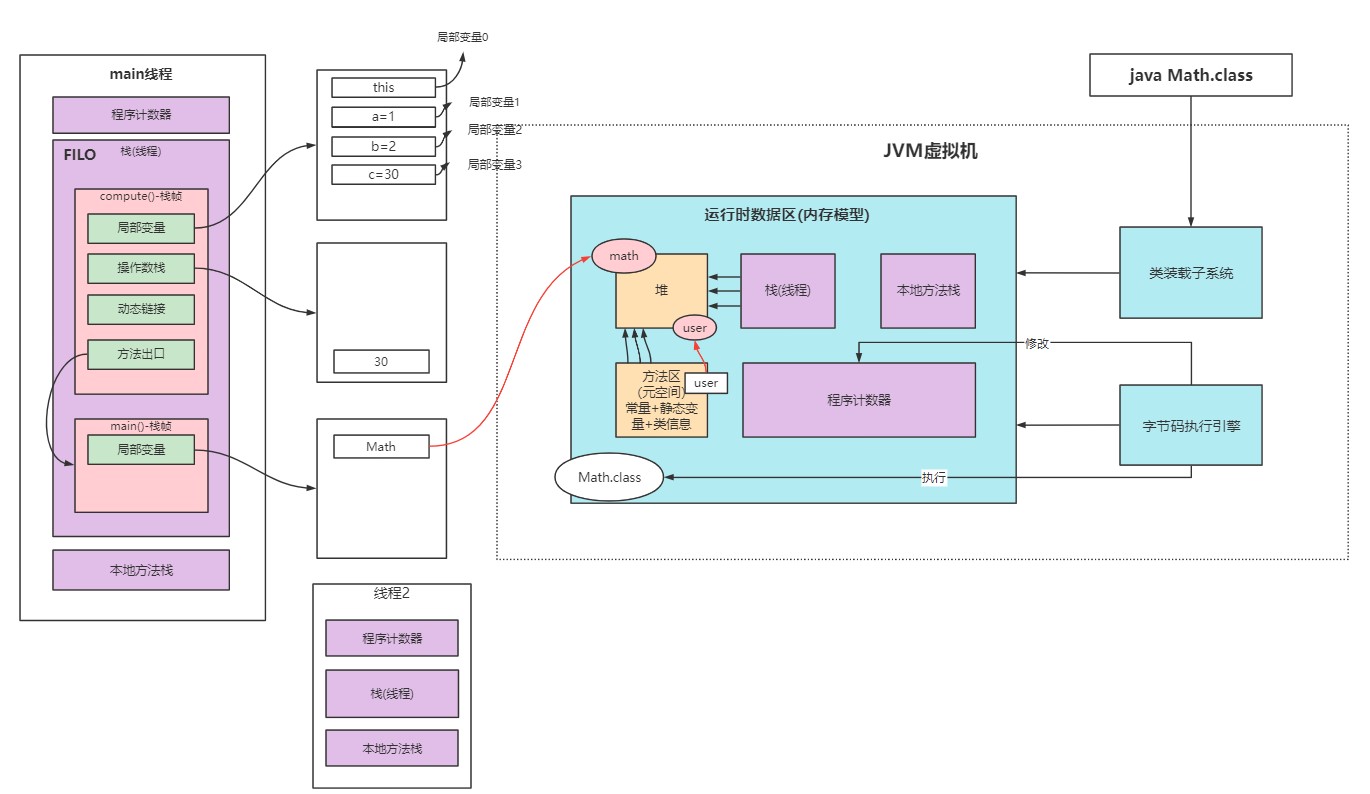 main线程
程序计数器
FILO
栈(线程)
compute()-栈帧
局部变量
操作数栈
动态链接
方法出口
main()-栈帧
局部变量
本地方法栈
局部变量0
this
局部变量1
a=1
局部变量2
b=2
局部变量3
c=30
30
Math
线程2
程序计数器
栈(线程)
本地方法栈
java Math.class
JVM虚拟机
运行时数据区(内存模型)
math
堆
user
栈(线程)
本地方法栈
类装载子系统
修改
方法区
(元空间)
常量+静态变
量+类信息
user
程序计数器
字节码执行引擎
Math.class
执行